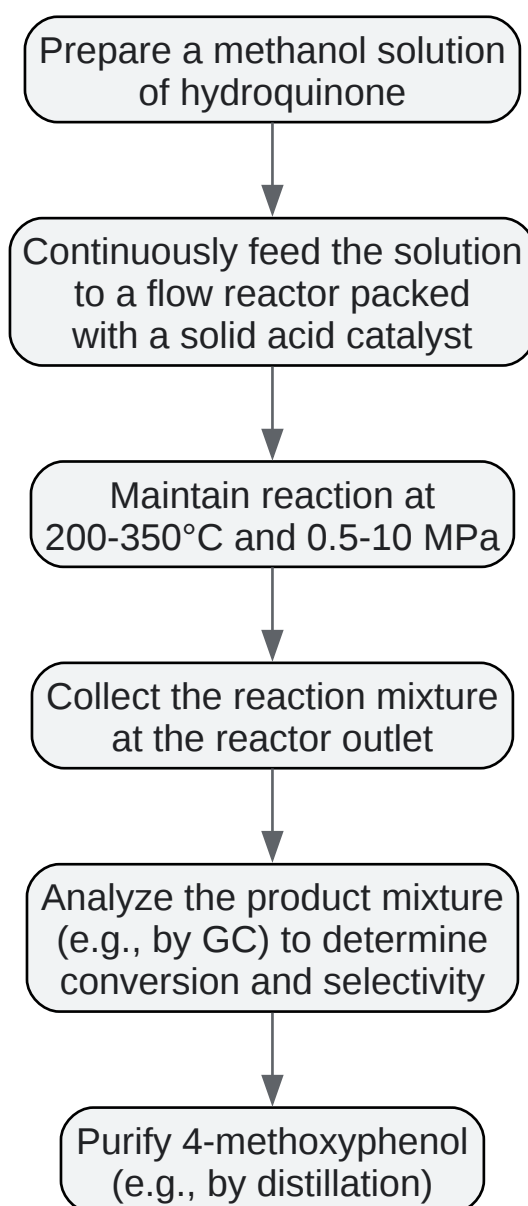 Prepare a methanol solution
of hydroquinone
Continuously feed the solution
to a flow reactor packed
with a solid acid catalyst
Maintain reaction at
200-350°C and 0.5-10 MPa
Collect the reaction mixture
at the reactor outlet
Analyze the product mixture
(e.g., by GC) to determine
conversion and selectivity
Purify 4-methoxyphenol
(e.g., by distillation)